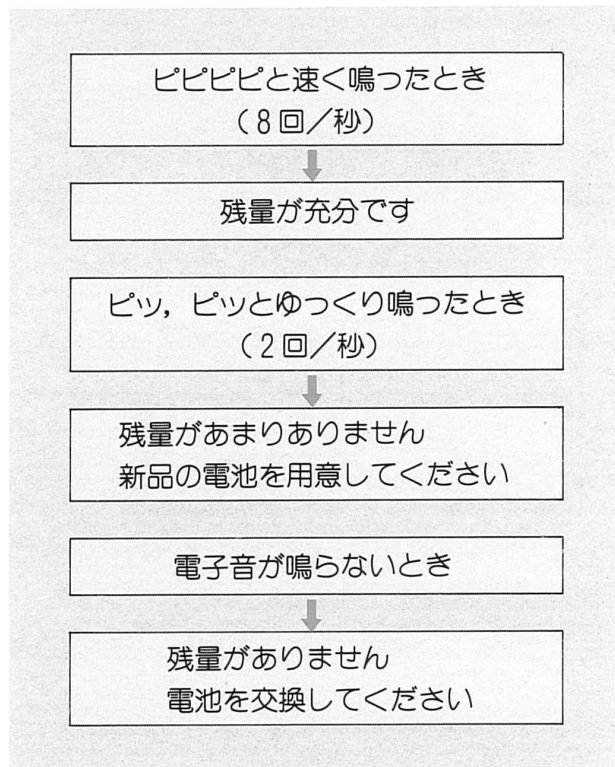 ピピピピと速く鳴ったとき
（8回／秒）
残量が充分です
ピッ，ピッとゆっくり鳴ったとき
（2回／秒）
残量があまりありません
新品の電池を用意してください
電子音が鳴らないとき
残量がありません
電池を交換してください